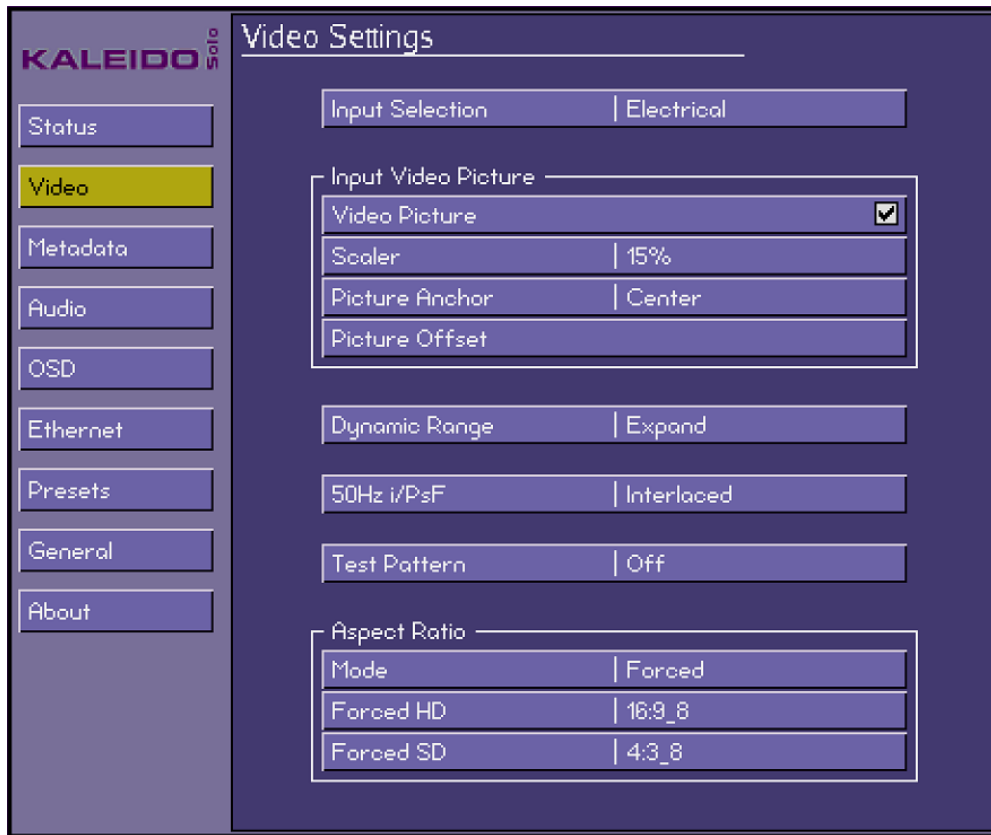 KALEIDO Solo
Status
Video
Metadata
Audio
OSD
Ethernet
Presets
General
About
Video Settings
Input Selection Electrical
Input Video Picture
Video Picture
Scaler 15%
Picture Anchor Center
Picture Offset
Dynamic Range Expand
50Hz i/PsF Interlaced
Test Pattern Off
Aspect Ratio
Mode Forced
Forced HD 16:9_8
Forced SD 4:3_8